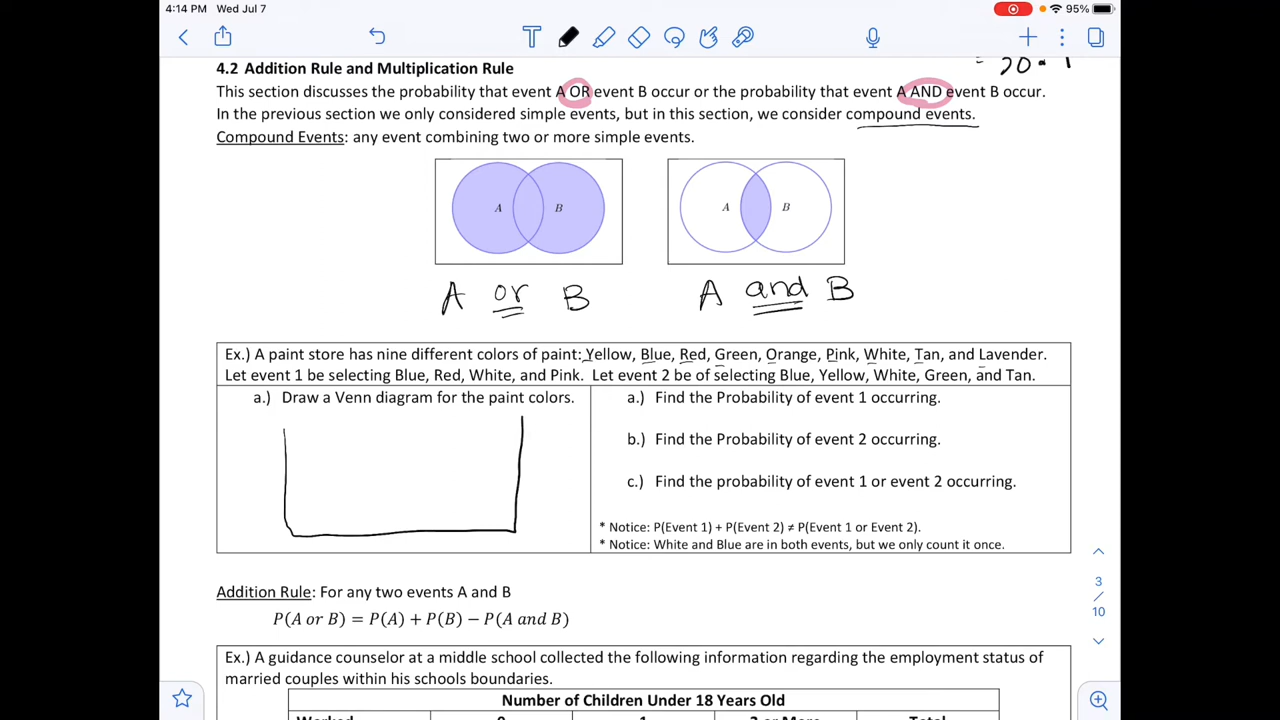 4:14 PM Wed Jul 7
95%
= 20 · 1
4.2 Addition Rule and Multiplication Rule
This section discusses the probability that event A OR event B occur or the probability that event A AND event B occur.
In the previous section we only considered simple events, but in this section, we consider compound events.
Compound Events: any event combining two or more simple events.
A B
A B
A or B
A and B
Ex.) A paint store has nine different colors of paint: Yellow, Blue, Red, Green, Orange, Pink, White, Tan, and Lavender.
Let event 1 be selecting Blue, Red, White, and Pink. Let event 2 be of selecting Blue, Yellow, White, Green, and Tan.
a.) Draw a Venn diagram for the paint colors.
a.) Find the Probability of event 1 occurring.
b.) Find the Probability of event 2 occurring.
c.) Find the probability of event 1 or event 2 occurring.
* Notice: P(Event 1) + P(Event 2) ≠ P(Event 1 or Event 2).
* Notice: White and Blue are in both events, but we only count it once.
3
/
10
Addition Rule: For any two events A and B
P(A or B) = P(A) + P(B) − P(A and B)
Ex.) A guidance counselor at a middle school collected the following information regarding the employment status of
married couples within his schools boundaries.
Number of Children Under 18 Years Old
Worked 0 1 2 or More Total